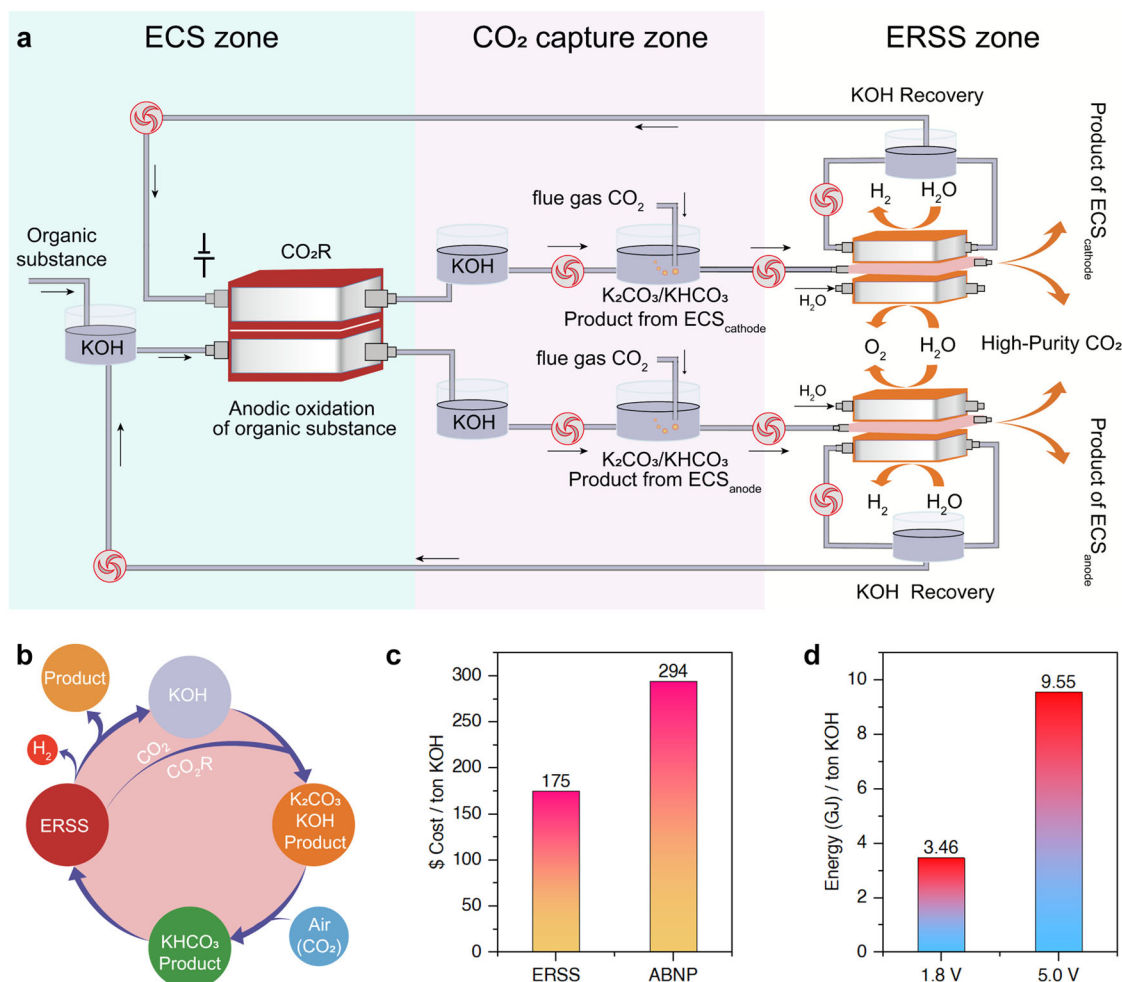 a
ECS zone
CO₂ capture zone
ERSS zone
KOH Recovery
H₂
H₂O
Product of ECS_cathode
Organic
substance
KOH
CO₂R
Anodic oxidation
of organic substance
KOH
flue gas CO₂
K₂CO₃/KHCO₃
Product from ECS_cathode
H₂O
O₂
H₂O
High-Purity CO₂
KOH
flue gas CO₂
K₂CO₃/KHCO₃
Product from ECS_anode
H₂O
H₂
H₂O
Product of ECS_anode
KOH Recovery
b
Product
KOH
H₂
CO₂
CO₂R
ERSS
K₂CO₃
KOH
Product
KHCO₃
Product
Air
(CO₂)
c
$ Cost / ton KOH
300
250
200
150
100
50
0
175
294
ERSS
ABNP
d
Energy (GJ) / ton KOH
10
8
6
4
2
0
3.46
9.55
1.8 V
5.0 V